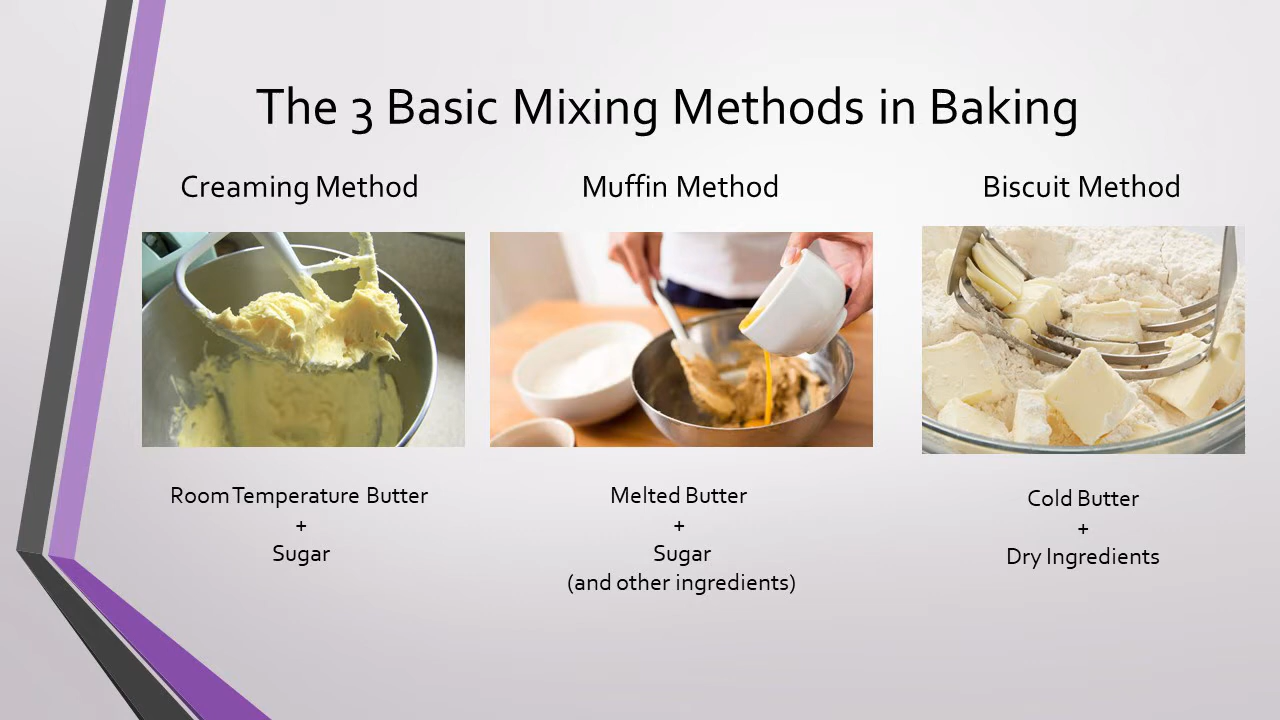 The 3 Basic Mixing Methods in Baking
Creaming Method
Muffin Method
Biscuit Method
Room Temperature Butter
+
Sugar
Melted Butter
+
Sugar
(and other ingredients)
Cold Butter
+
Dry Ingredients